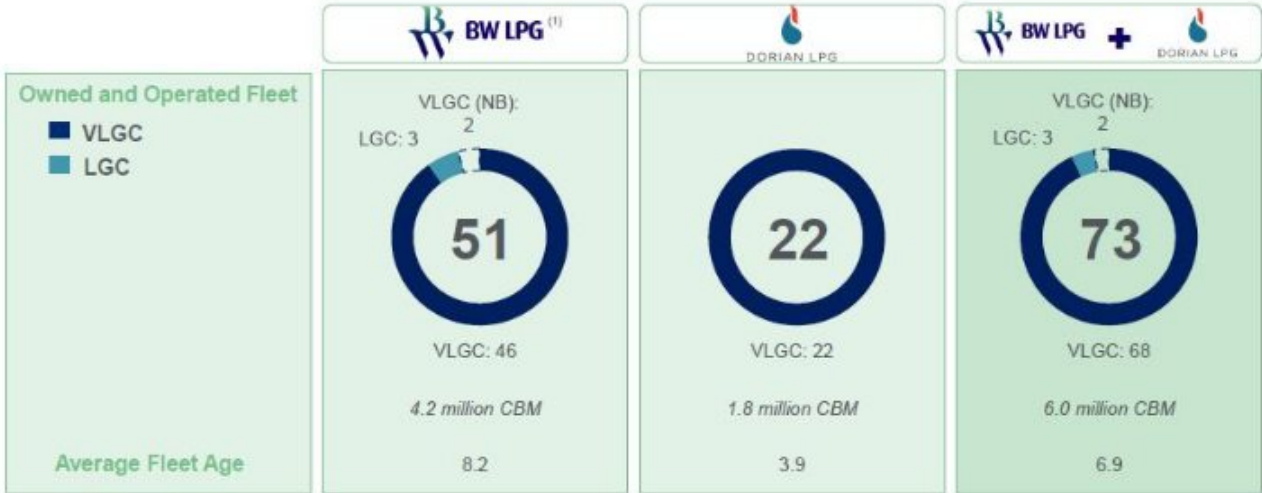 BW BW LPG (1)
DORIAN LPG
BW BW LPG + DORIAN LPG
Owned and Operated Fleet
VLGC
LGC
VLGC (NB):
2
LGC: 3
51
VLGC: 46
4.2 million CBM
22
VLGC: 22
1.8 million CBM
VLGC (NB):
2
LGC: 3
73
VLGC: 68
6.0 million CBM
Average Fleet Age
8.2
3.9
6.9